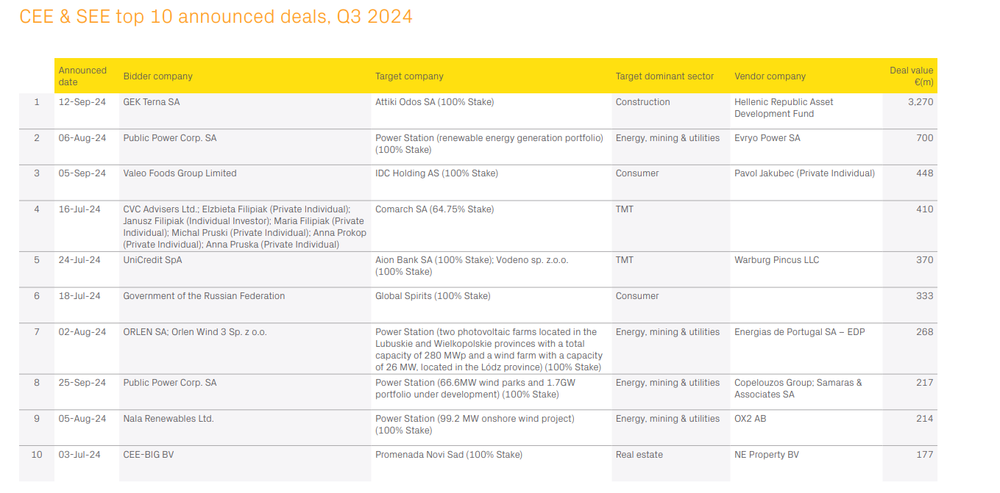 CEE & SEE top 10 announced deals, Q3 2024
Announced date Bidder company Target company Target dominant sector Vendor company Deal value €(m)
1 12-Sep-24 GEK Terna SA Attiki Odos SA (100% Stake) Construction Hellenic Republic Asset 3,270
Development Fund
2 06-Aug-24 Public Power Corp. SA Power Station (renewable energy generation portfolio) Energy, mining & utilities Evryo Power SA 700
(100% Stake)
3 05-Sep-24 Valeo Foods Group Limited IDC Holding AS (100% Stake) Consumer Pavol Jakubec (Private Individual) 448
4 16-Jul-24 CVC Advisers Ltd.; Elzbieta Filipiak (Private Individual); Comarch SA (64.75% Stake) TMT 410
Janusz Filipiak (Individual Investor); Maria Filipiak (Private
Individual); Michal Pruski (Private Individual); Anna Prokop
(Private Individual); Anna Pruska (Private Individual)
5 24-Jul-24 UniCredit SpA Aion Bank SA (100% Stake); Vodeno sp. z.o.o. TMT Warburg Pincus LLC 370
(100% Stake)
6 18-Jul-24 Government of the Russian Federation Global Spirits (100% Stake) Consumer 333
7 02-Aug-24 ORLEN SA; Orlen Wind 3 Sp. z o.o. Power Station (two photovoltaic farms located in the Energy, mining & utilities Energias de Portugal SA – EDP 268
Lubuskie and Wielkopolskie provinces with a total
capacity of 280 MWp and a wind farm with a capacity
of 26 MW, located in the Lódz province) (100% Stake)
8 25-Sep-24 Public Power Corp. SA Power Station (66.6MW wind parks and 1.7GW Energy, mining & utilities Copelouzos Group; Samaras & 217
portfolio under development) (100% Stake) Associates SA
9 05-Aug-24 Nala Renewables Ltd. Power Station (99.2 MW onshore wind project) Energy, mining & utilities OX2 AB 214
(100% Stake)
10 03-Jul-24 CEE-BIG BV Promenada Novi Sad (100% Stake) Real estate NE Property BV 177